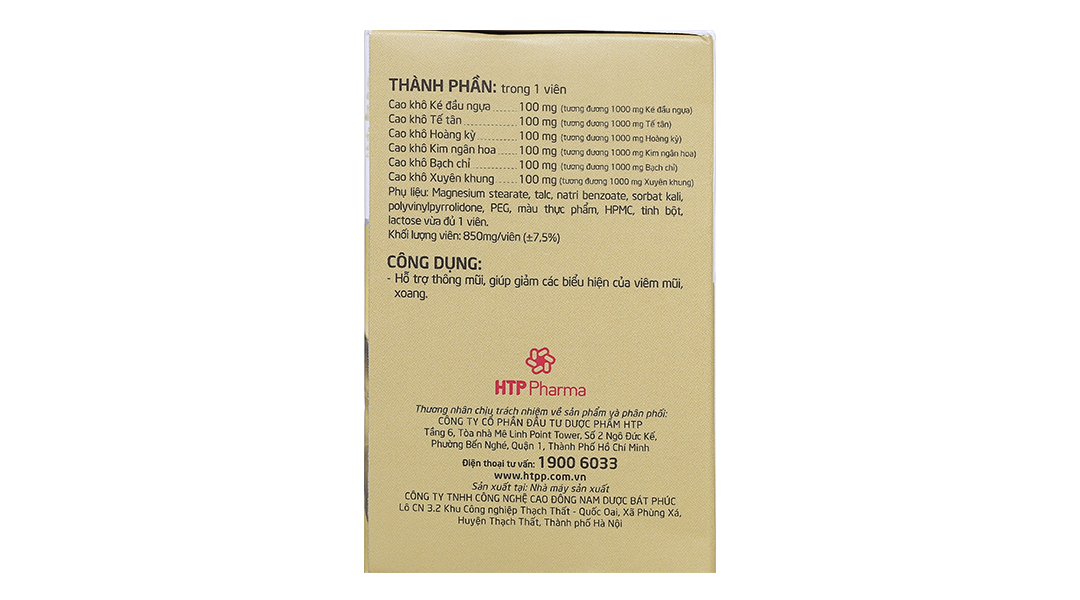 THÀNH PHẦN: trong 1 viên
Cao khô Ké đầu ngựa ........ 100 mg (tương đương 1000 mg Ké đầu ngựa)
Cao khô Tế tân ........ 100 mg (tương đương 1000 mg Tế tân)
Cao khô Hoàng kỳ ........ 100 mg (tương đương 1000 mg Hoàng kỳ)
Cao khô Kim ngân hoa ........ 100 mg (tương đương 1000 mg Kim ngân hoa)
Cao khô Bạch chỉ ........ 100 mg (tương đương 1000 mg Bạch chỉ)
Cao khô Xuyên khung ........ 100 mg (tương đương 1000 mg Xuyên khung)
Phụ liệu: Magnesium stearate, talc, natri benzoate, sorbat kali,
polyvinylpyrrolidone, PEG, màu thực phẩm, HPMC, tinh bột,
lactose vừa đủ 1 viên.
Khối lượng viên: 850mg/viên (±7,5%)
CÔNG DỤNG:
- Hỗ trợ thông mũi, giúp giảm các biểu hiện của viêm mũi,
xoang.
HTP Pharma
Thương nhân chịu trách nhiệm về sản phẩm và phân phối:
CÔNG TY CỔ PHẦN ĐẦU TƯ DƯỢC PHẨM HTP
Tầng 6, Tòa nhà Mê Linh Point Tower, Số 2 Ngô Đức Kế,
Phường Bến Nghé, Quận 1, Thành Phố Hồ Chí Minh
Điện thoại tư vấn: 1900 6033
www.htpp.com.vn
Sản xuất tại: Nhà máy sản xuất
CÔNG TY TNHH CÔNG NGHỆ CAO ĐÔNG NAM DƯỢC BÁT PHÚC
Lô CN 3.2 Khu Công nghiệp Thạch Thất - Quốc Oai, Xã Phùng Xá,
Huyện Thạch Thất, Thành phố Hà Nội